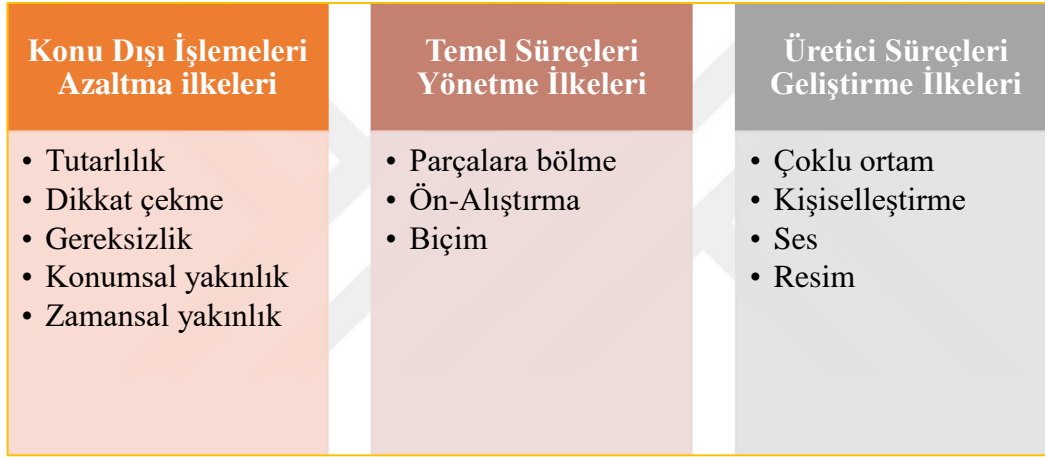 Konu Dışı İşlemeleri
Azaltma ilkeleri
• Tutarlılık
• Dikkat çekme
• Gereksizlik
• Konumsal yakınlık
• Zamansal yakınlık
Temel Süreçleri
Yönetme İlkeleri
• Parçalara bölme
• Ön-Alıştırma
• Biçim
Üretici Süreçleri
Geliştirme İlkeleri
• Çoklu ortam
• Kişiselleştirme
• Ses
• Resim